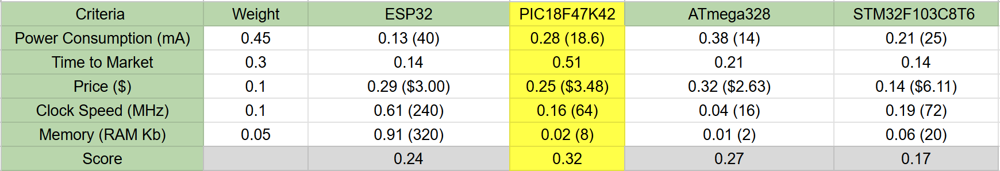 Criteria Weight ESP32 PIC18F47K42 ATmega328 STM32F103C8T6
Power Consumption (mA) 0.45 0.13 (40) 0.28 (18.6) 0.38 (14) 0.21 (25)
Time to Market 0.3 0.14 0.51 0.21 0.14
Price ($) 0.1 0.29 ($3.00) 0.25 ($3.48) 0.32 ($2.63) 0.14 ($6.11)
Clock Speed (MHz) 0.1 0.61 (240) 0.16 (64) 0.04 (16) 0.19 (72)
Memory (RAM Kb) 0.05 0.91 (320) 0.02 (8) 0.01 (2) 0.06 (20)
Score 0.24 0.32 0.27 0.17